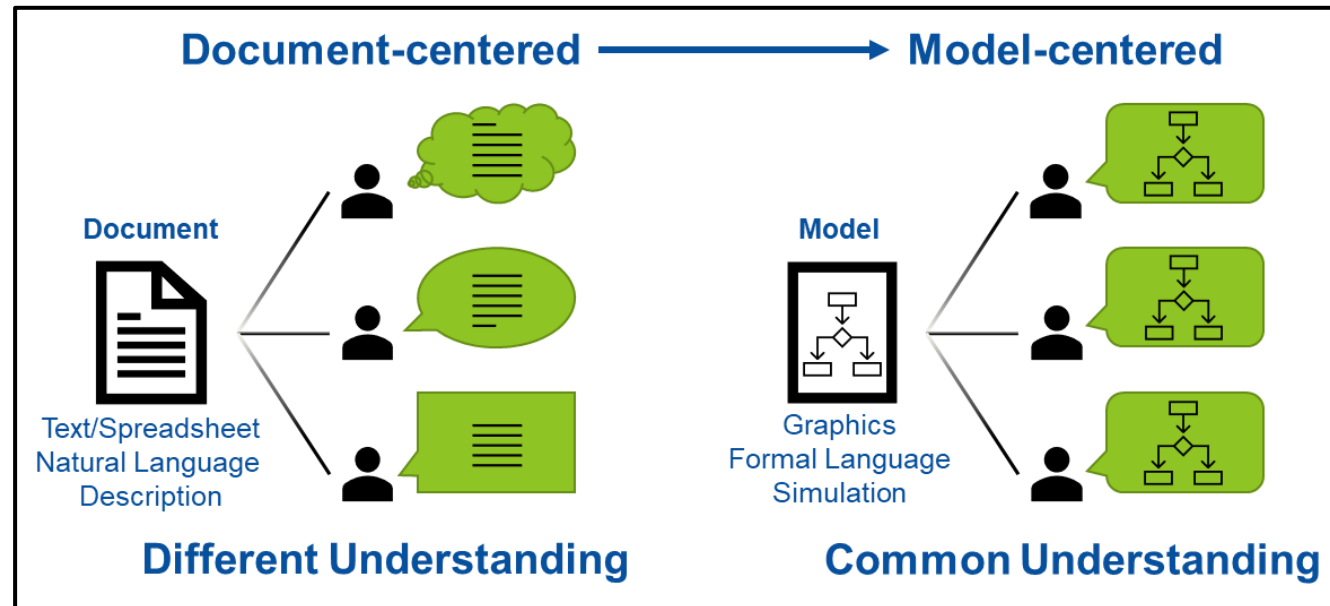 Document-centered
Model-centered
Document
Text/Spreadsheet
Natural Language
Description
Different Understanding
Model
Graphics
Formal Language
Simulation
Common Understanding